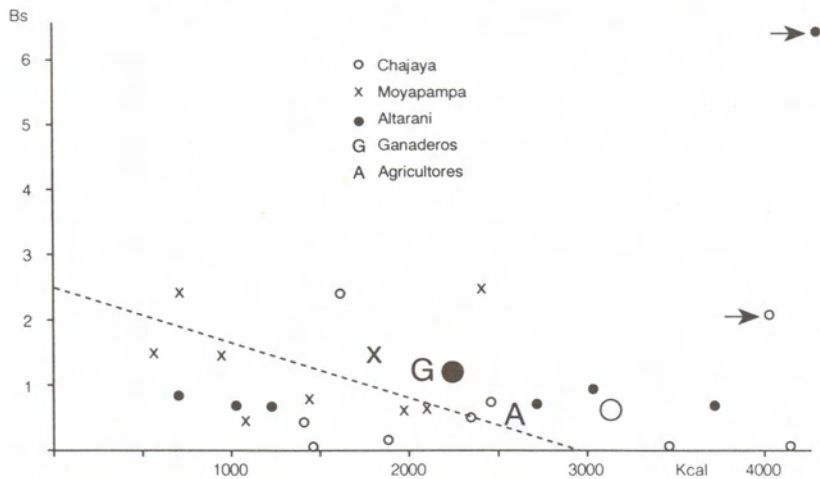 Bs
6
5
4
3
2
1
o Chajaya
x Moyapampa
● Altarani
G Ganaderos
A Agricultores
x
G
A
1000 2000 3000 Kcal 4000